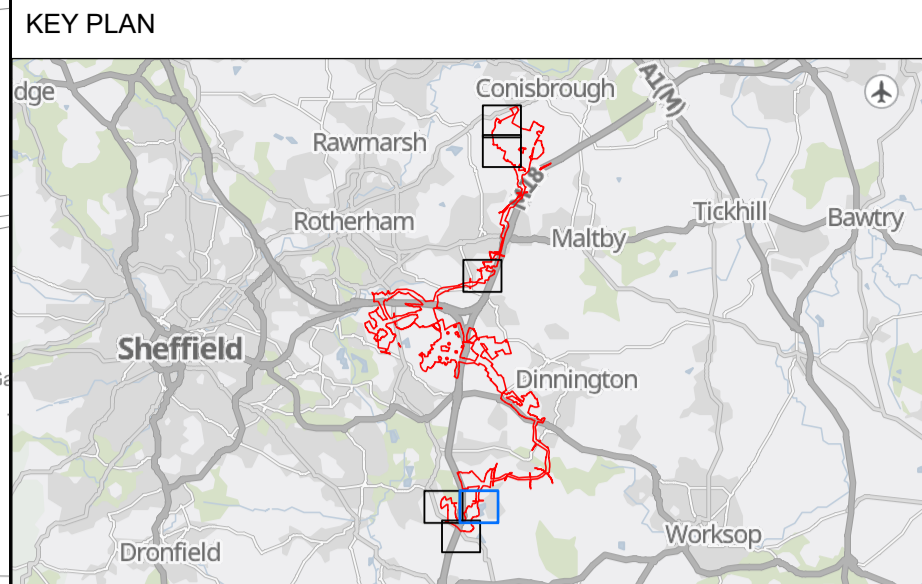 KEY PLAN
dge
Conisbrough
A1(M)
Rawmarsh
M18
Rotherham
Tickhill
Bawtry
Maltby
Sheffield
Dinnington
Worksop
Dronfield